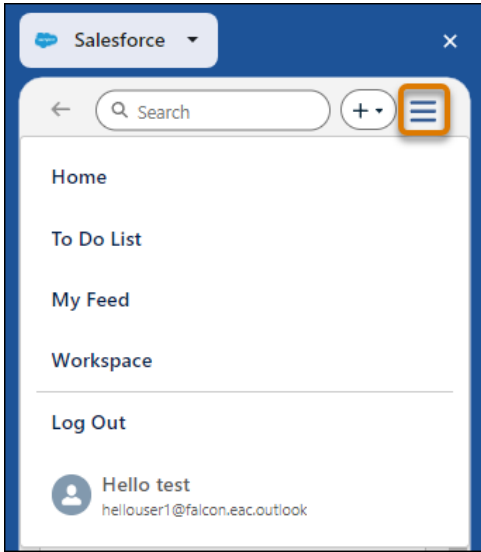 Salesforce
Search
Home
To Do List
My Feed
Workspace
Log Out
Hello test
hellouser1@falcon.eac.outlook